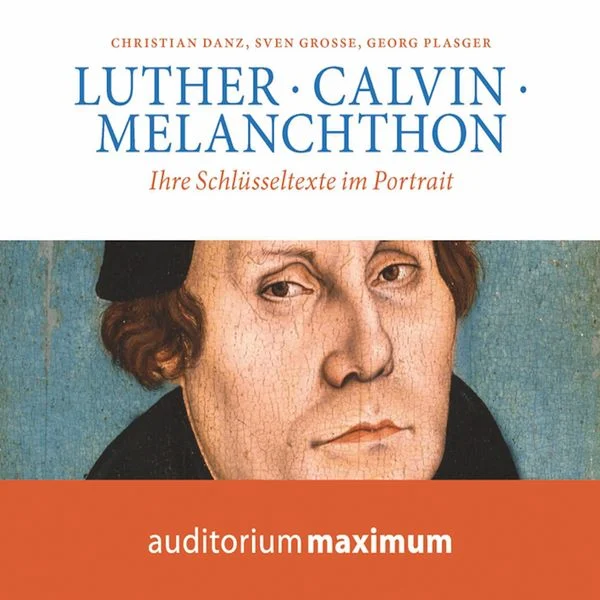 CHRISTIAN DANZ, SVEN GROSSE, GEORG PLASGER
LUTHER · CALVIN ·
MELANCHTHON
Ihre Schlüsseltexte im Portrait
auditorium maximum